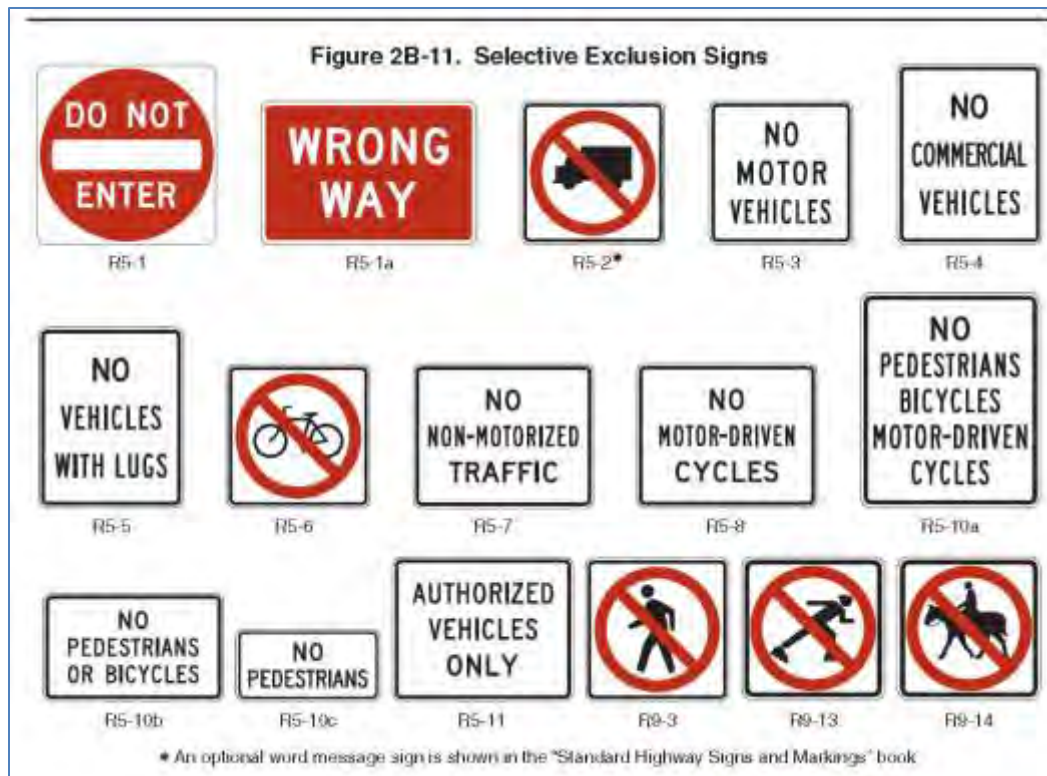 Figure 2B-11. Selective Exclusion Signs
DO NOT
ENTER
R5-1
WRONG
WAY
R5-1a
R5-2*
NO
MOTOR
VEHICLES
R5-3
NO
COMMERCIAL
VEHICLES
R5-4
NO
VEHICLES
WITH LUGS
R5-5
R5-6
NO
NON-MOTORIZED
TRAFFIC
R5-7
NO
MOTOR-DRIVEN
CYCLES
R5-8
NO
PEDESTRIANS
BICYCLES
MOTOR-DRIVEN
CYCLES
R5-10a
NO
PEDESTRIANS
OR BICYCLES
R5-10b
NO
PEDESTRIANS
R5-10c
AUTHORIZED
VEHICLES
ONLY
R5-11
R9-3
R9-13
R9-14
* An optional word message sign is shown in the "Standard Highway Signs and Markings" book